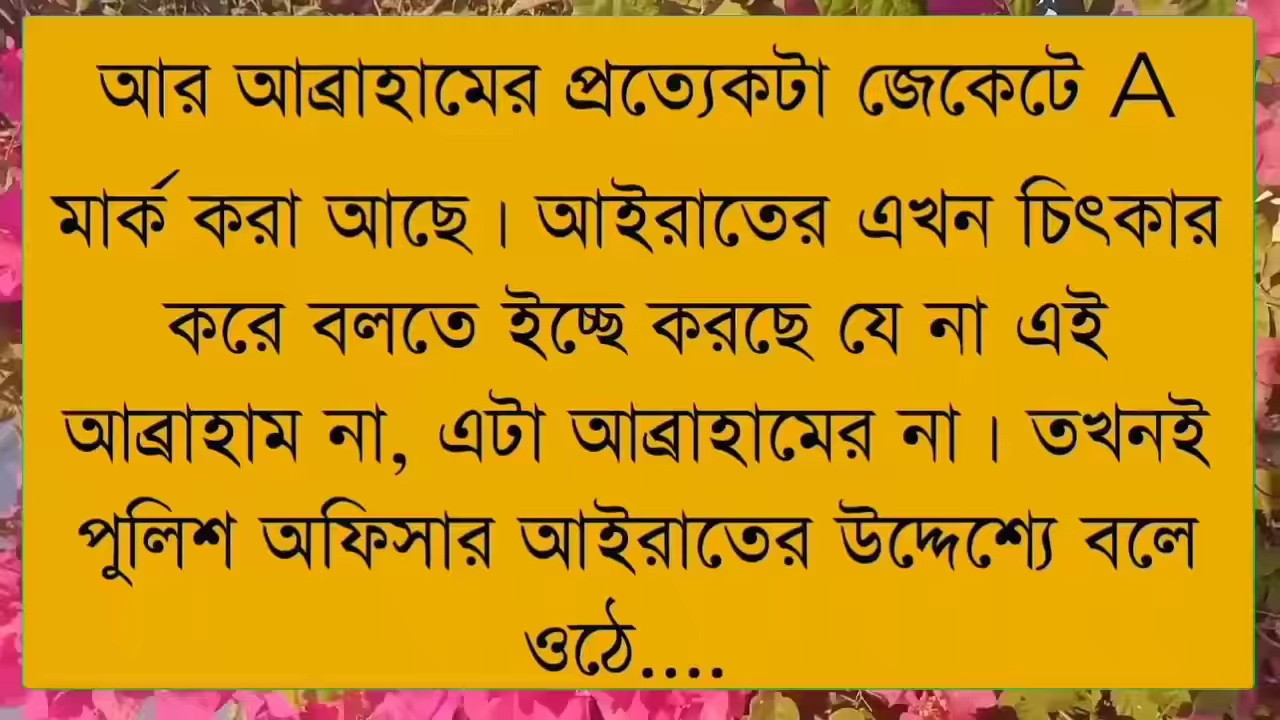 আর আব্রাহামের প্রত্যেকটা জেকেটে A
মার্ক করা আছে। আইরাতের এখন চিৎকার
করে বলতে ইচ্ছে করছে যে না এই
আব্রাহাম না, এটা আব্রাহামের না। তখনই
পুলিশ অফিসার আইরাতের উদ্দেশ্যে বলে
ওঠে....